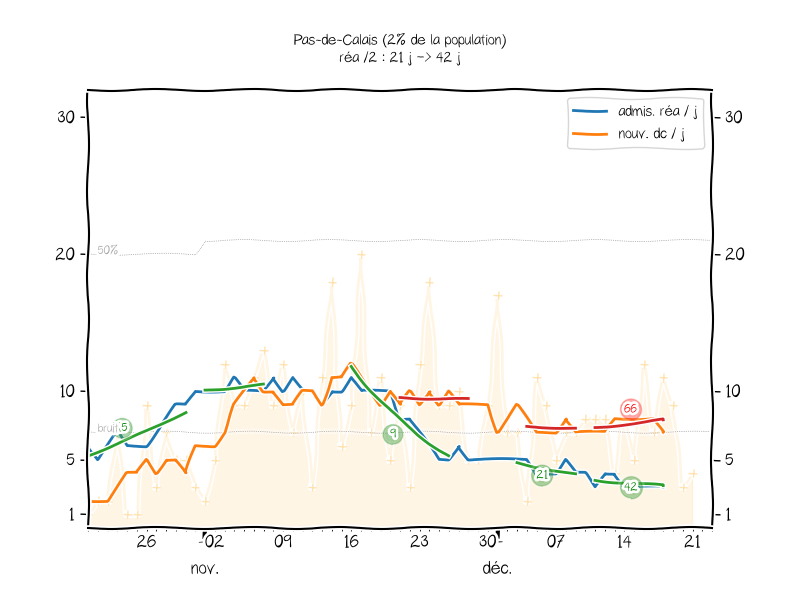 Pas-de-Calais (2% de la population)
réa /2 : 21 j -> 42 j
admis. réa / j
nouv. dc / j
30 30
50%
20 20
10 10
66
bruit 5 9
5 5
21 42
1 1
26 02 09 16 23 30 07 14 21
nov. déc.